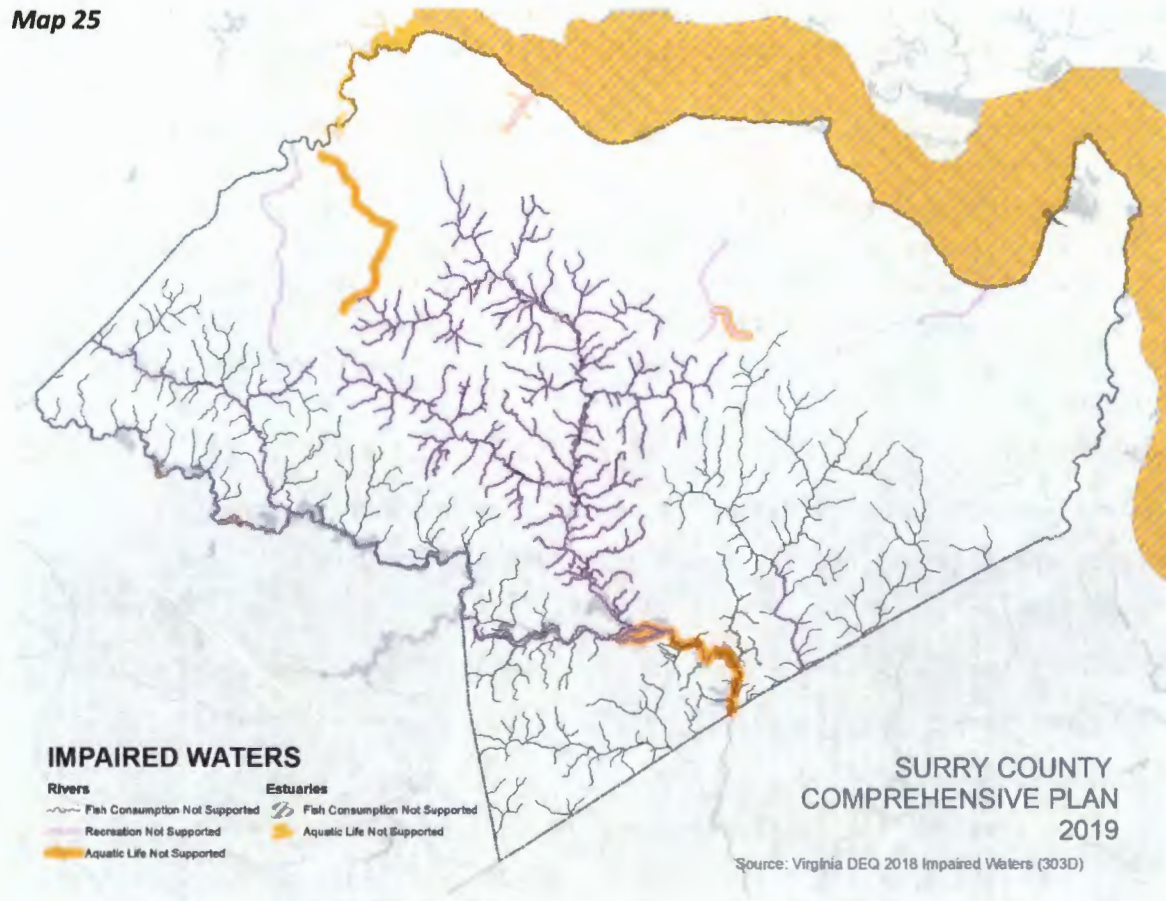 Map 25
IMPAIRED WATERS
Rivers
Fish Consumption Not Supported
Recreation Not Supported
Aquatic Life Not Supported
Estuaries
Fish Consumption Not Supported
Aquatic Life Not Supported
SURRY COUNTY
COMPREHENSIVE PLAN
2019
Source: Virginia DEQ 2018 Impaired Waters (303D)